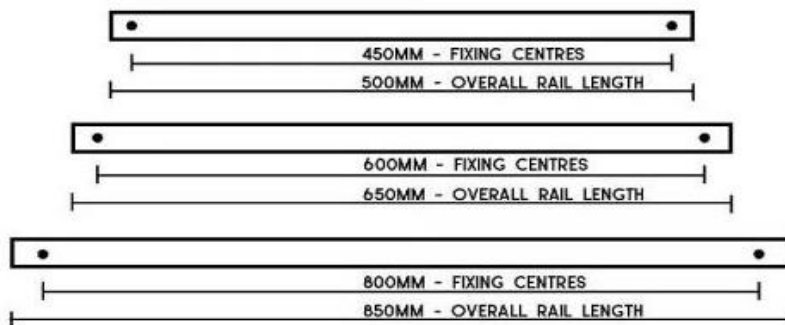 450MM - FIXING CENTRES
500MM - OVERALL RAIL LENGTH
600MM - FIXING CENTRES
650MM - OVERALL RAIL LENGTH
800MM - FIXING CENTRES
850MM - OVERALL RAIL LENGTH